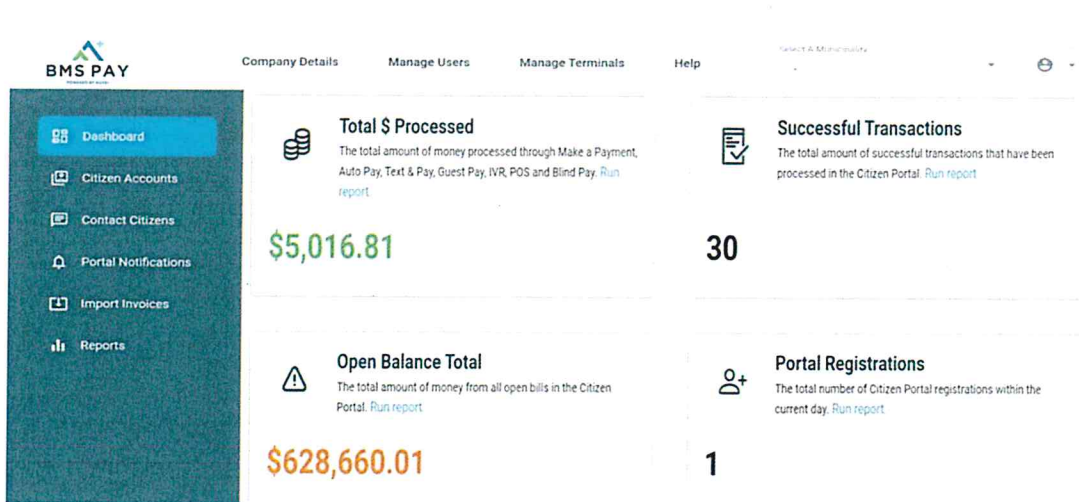 BMS PAY
Company Details
Manage Users
Manage Terminals
Help
Select A Municipality
Dashboard
Citizen Accounts
Contact Citizens
Portal Notifications
Import Invoices
Reports
Total $ Processed
The total amount of money processed through Make a Payment,
Auto Pay, Text & Pay, Guest Pay, IVR, POS and Blind Pay. Run
report
$5,016.81
Successful Transactions
The total amount of successful transactions that have been
processed in the Citizen Portal. Run report
30
Open Balance Total
The total amount of money from all open bills in the Citizen
Portal. Run report
$628,660.01
Portal Registrations
The total number of Citizen Portal registrations within the
current day. Run report
1